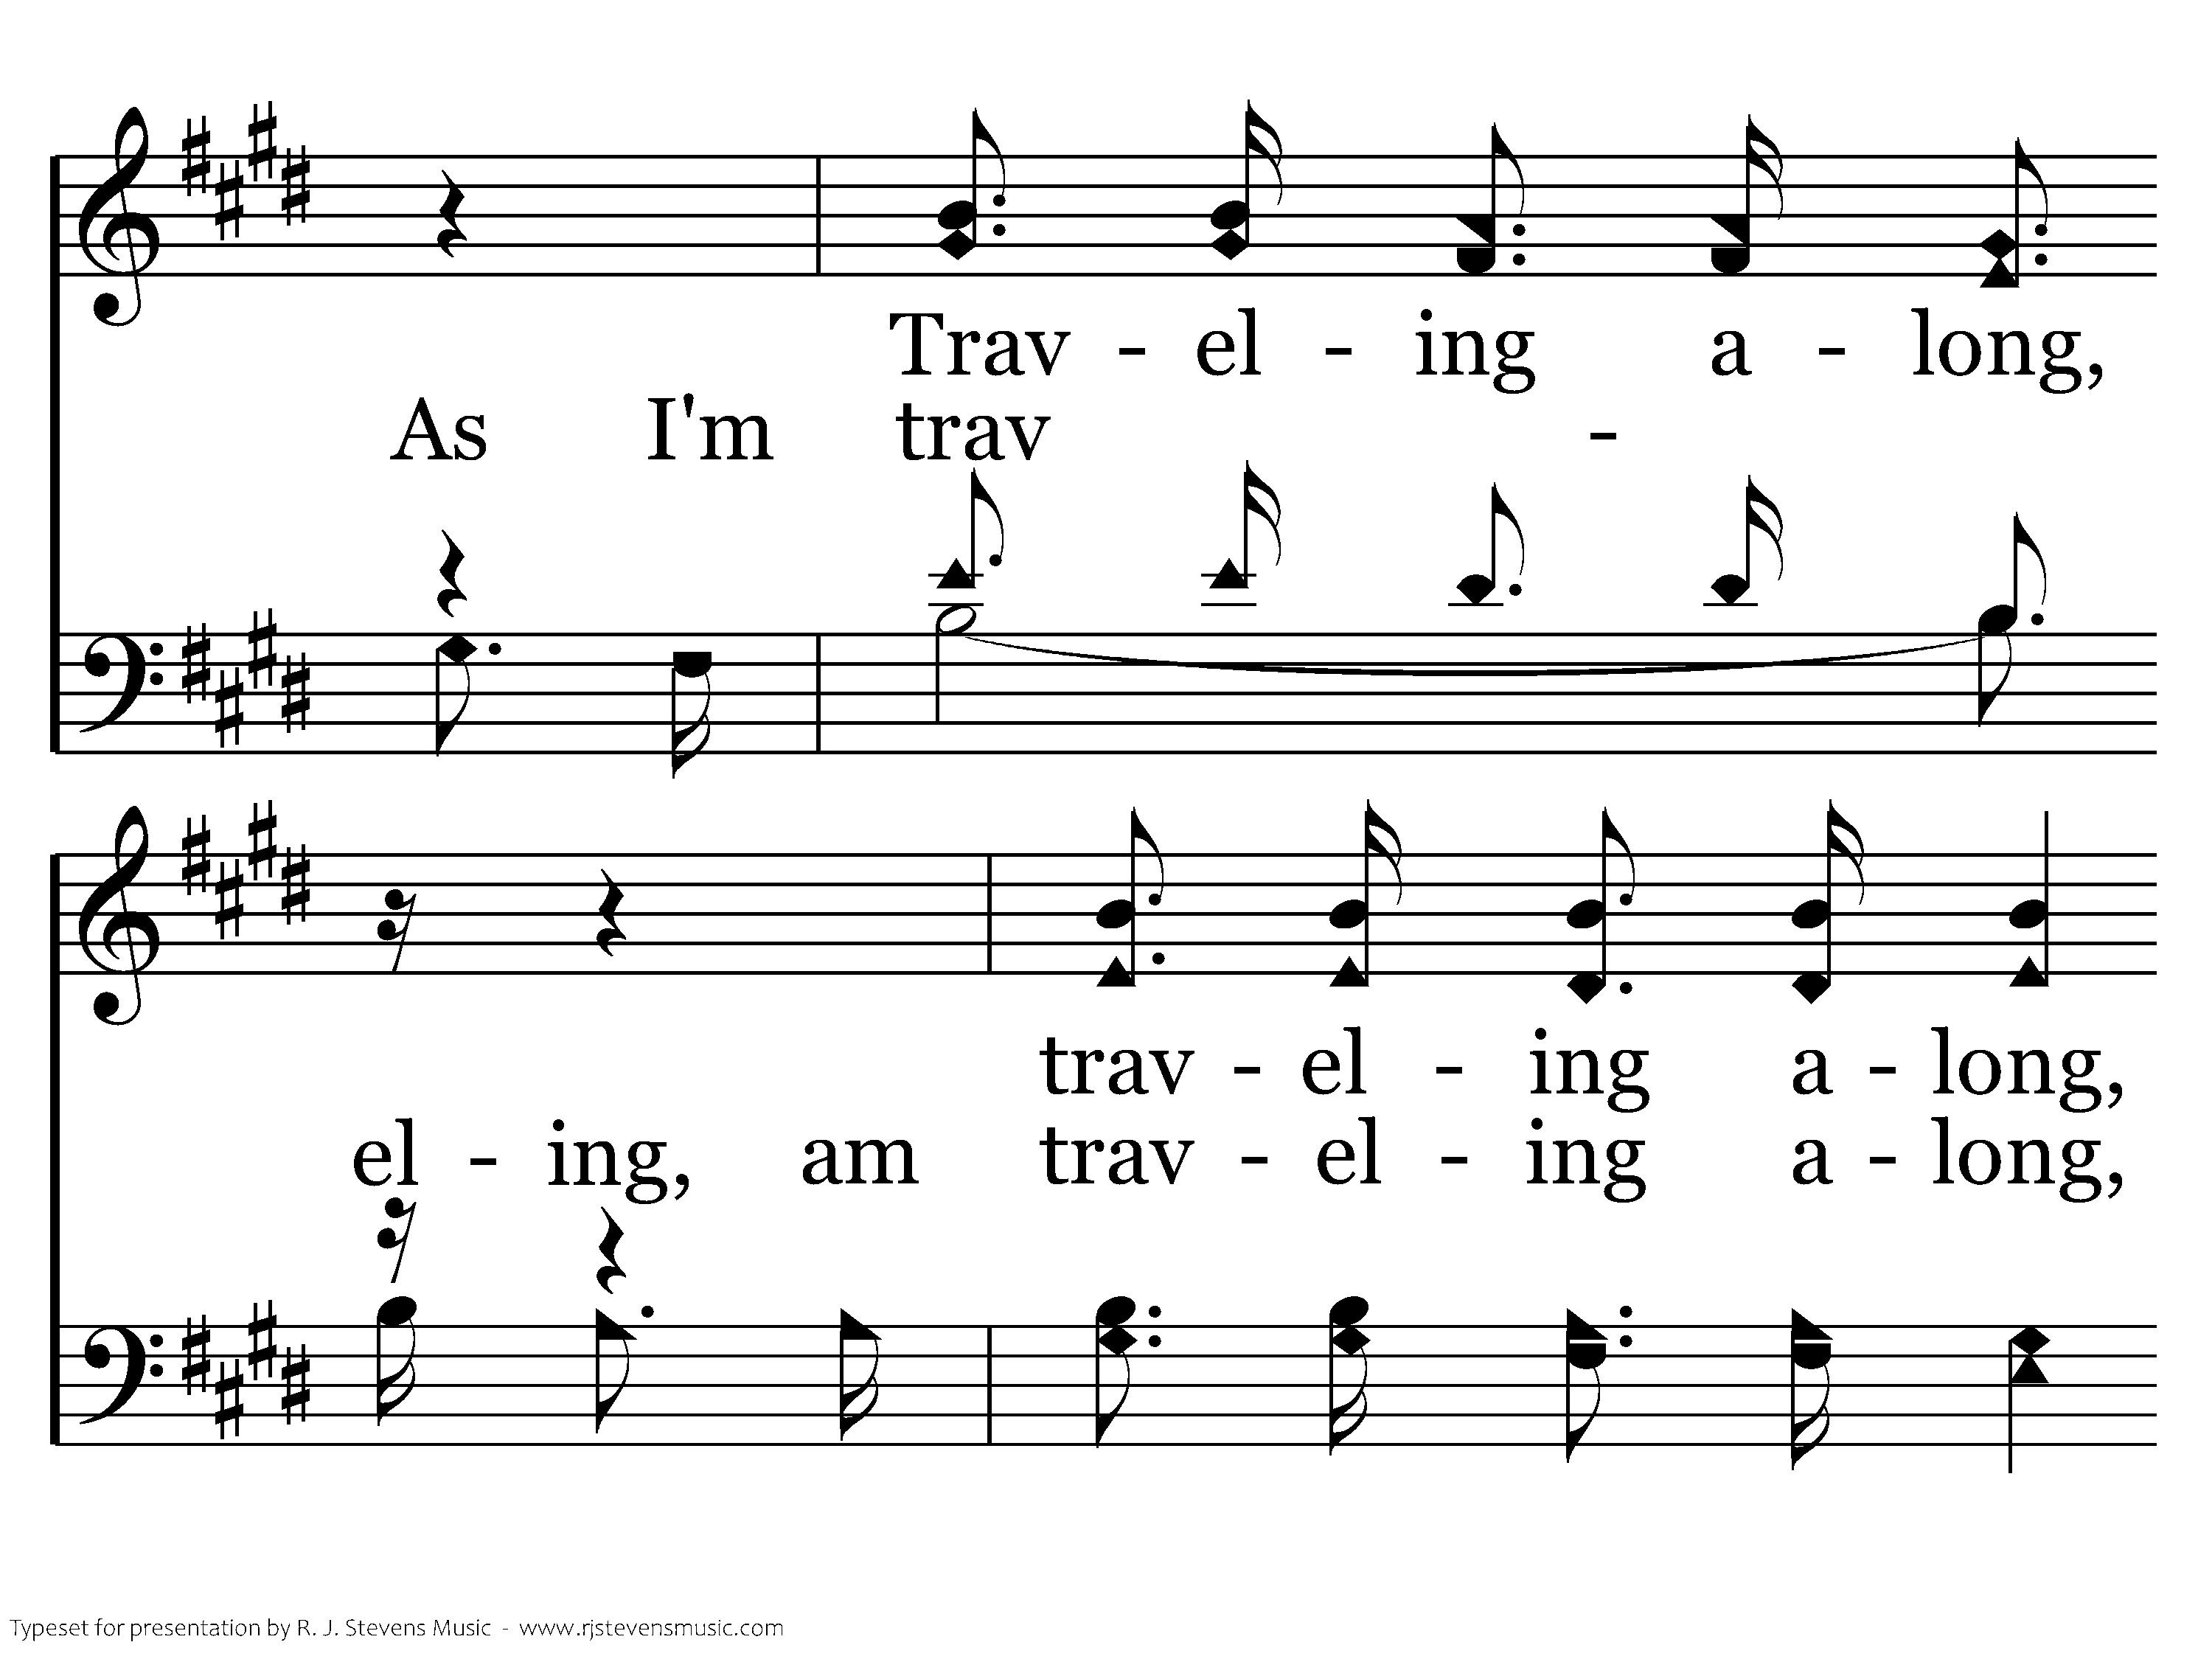 Trav - el - ing a - long,
As I'm trav -
trav - el - ing a - long,
el - ing, am trav - el - ing a - long,
Typeset for presentation by R. J. Stevens Music - www.rjstevensmusic.com